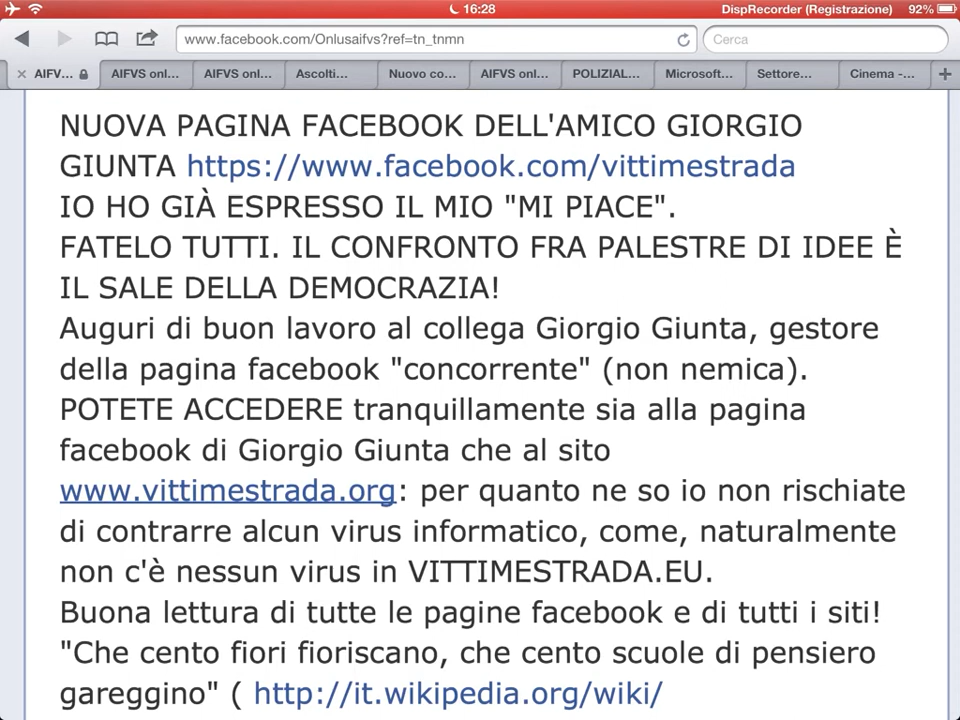 16:28
DispRecorder (Registrazione) 92%
www.facebook.com/Onlusaifvs?ref=tn_tnmn
Cerca
AIFV... AIFVS onl... AIFVS onl... Ascolti... Nuovo co... AIFVS onl... POLIZIAL... Microsoft... Settore... Cinema -...
NUOVA PAGINA FACEBOOK DELL'AMICO GIORGIO
GIUNTA https://www.facebook.com/vittimestrada
IO HO GIÀ ESPRESSO IL MIO "MI PIACE".
FATELO TUTTI. IL CONFRONTO FRA PALESTRE DI IDEE È
IL SALE DELLA DEMOCRAZIA!
Auguri di buon lavoro al collega Giorgio Giunta, gestore
della pagina facebook "concorrente" (non nemica).
POTETE ACCEDERE tranquillamente sia alla pagina
facebook di Giorgio Giunta che al sito
www.vittimestrada.org: per quanto ne so io non rischiate
di contrarre alcun virus informatico, come, naturalmente
non c'è nessun virus in VITTIMESTRADA.EU.
Buona lettura di tutte le pagine facebook e di tutti i siti!
"Che cento fiori fioriscano, che cento scuole di pensiero
gareggino" ( http://it.wikipedia.org/wiki/